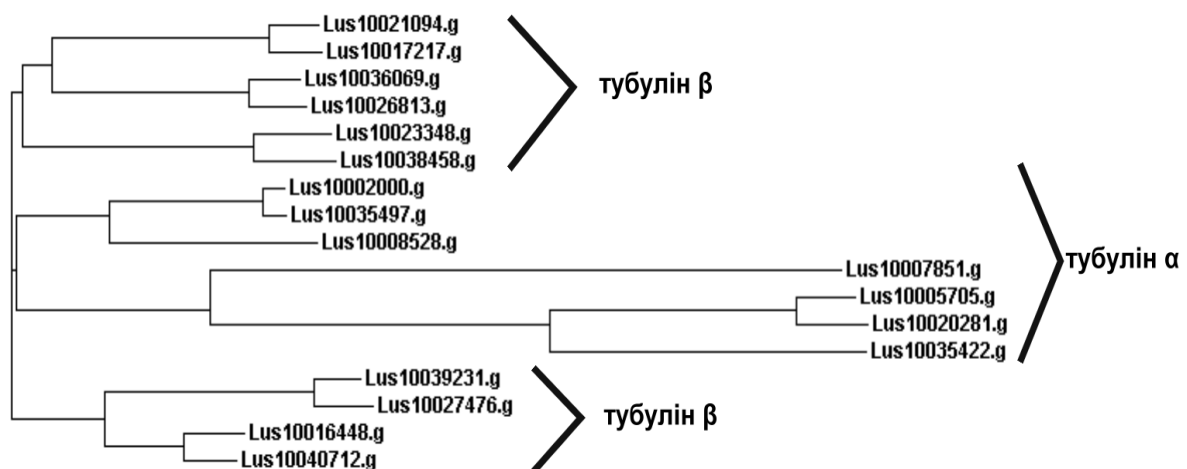 Lus10021094.g
Lus10017217.g
Lus10036069.g
Lus10026813.g
Lus10023348.g
Lus10038458.g
тубулін β
Lus10002000.g
Lus10035497.g
Lus10008528.g
Lus10007851.g
Lus10005705.g
Lus10020281.g
Lus10035422.g
тубулін α
Lus10039231.g
Lus10027476.g
Lus10016448.g
Lus10040712.g
тубулін β